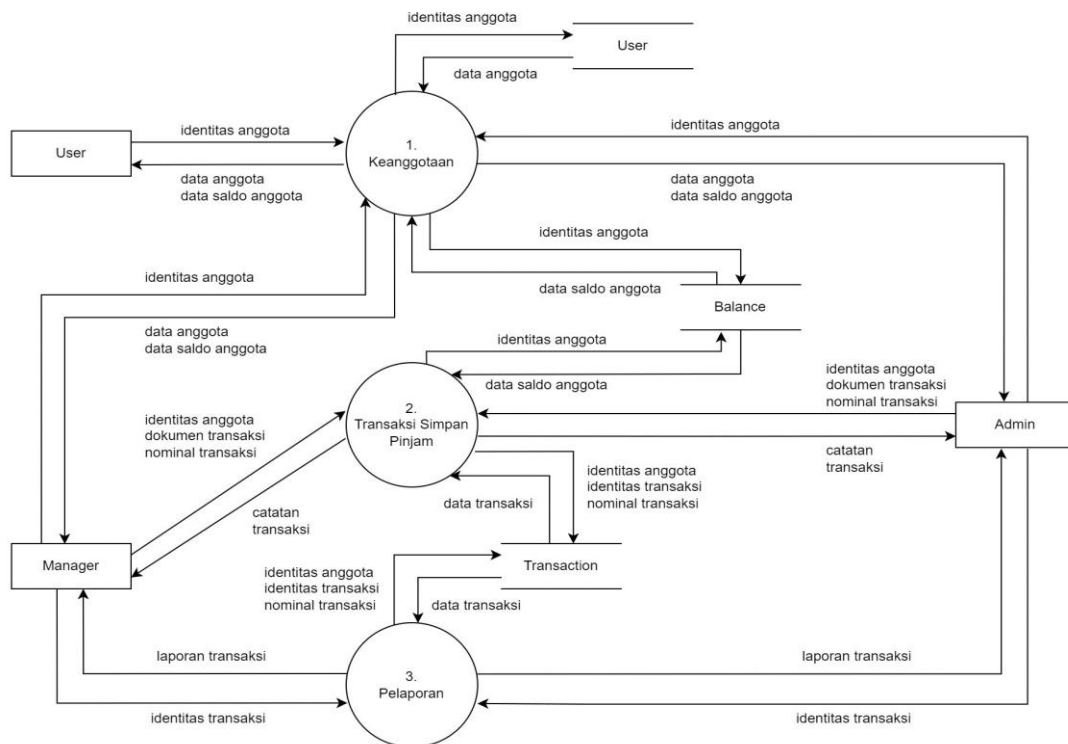 identitas anggota
User
data anggota
identitas anggota
User
data anggota
data saldo anggota
1.
Keanggotaan
identitas anggota
data anggota
data saldo anggota
identitas anggota
identitas anggota
data saldo anggota
Balance
data anggota
data saldo anggota
identitas anggota
data saldo anggota
identitas anggota
dokumen transaksi
nominal transaksi
2.
Transaksi Simpan
Pinjam
identitas anggota
dokumen transaksi
nominal transaksi
Admin
catatan
transaksi
identitas anggota
identitas transaksi
nominal transaksi
data transaksi
catatan
transaksi
Manager
Transaction
identitas anggota
identitas transaksi
nominal transaksi
data transaksi
laporan transaksi
3.
Pelaporan
laporan transaksi
identitas transaksi
identitas transaksi